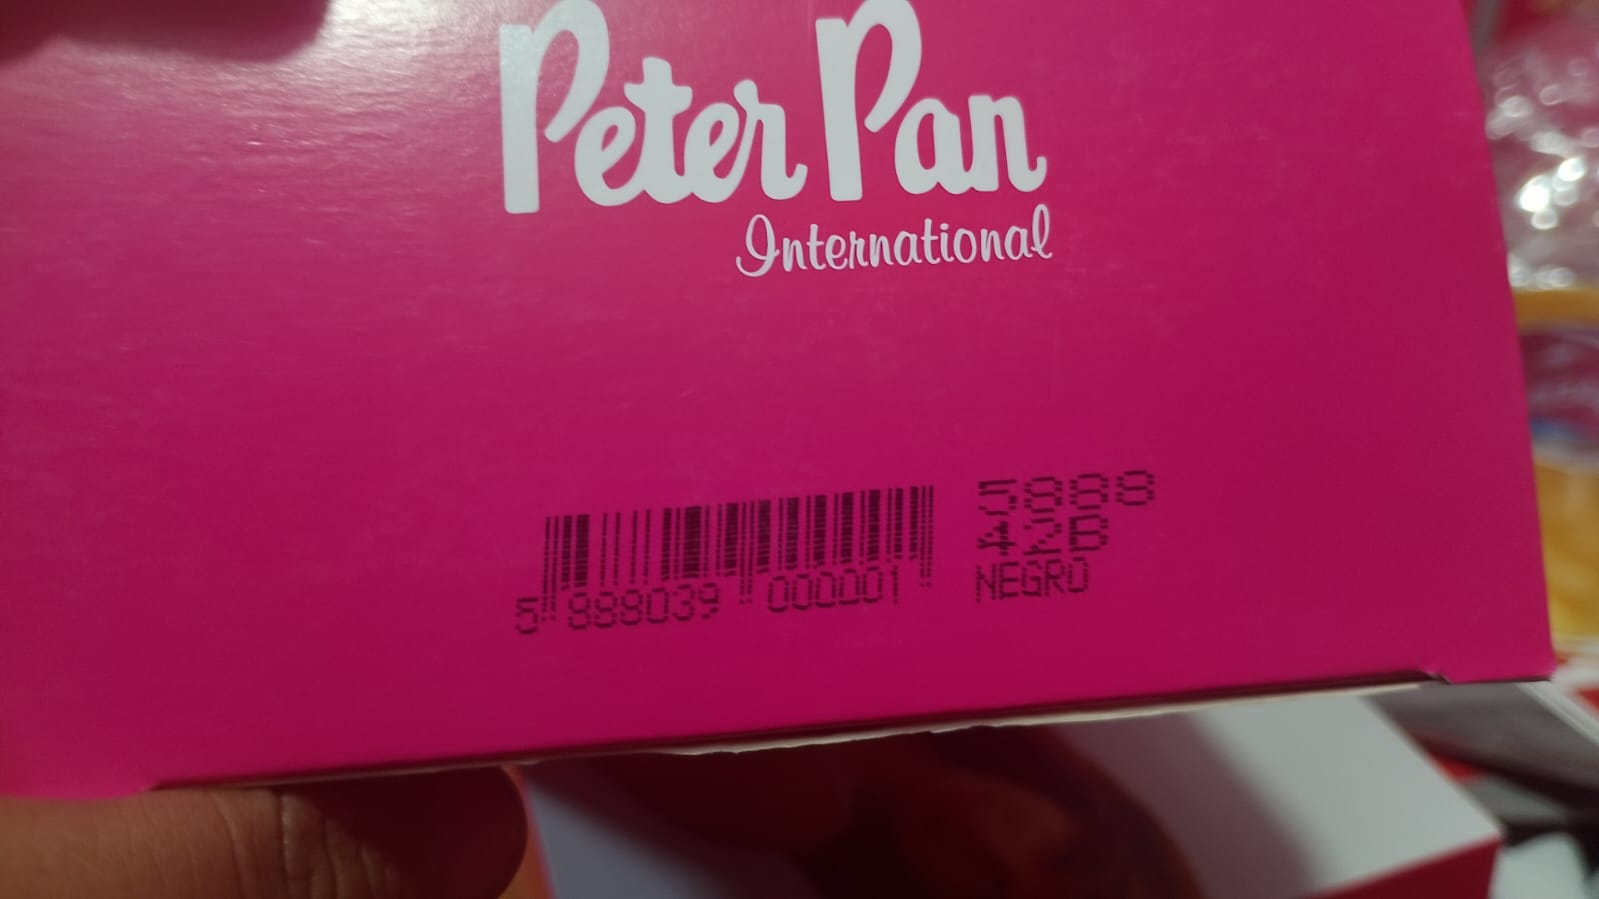 Peter Pan
International
5888
42B
NEGRO
5 888039 000001